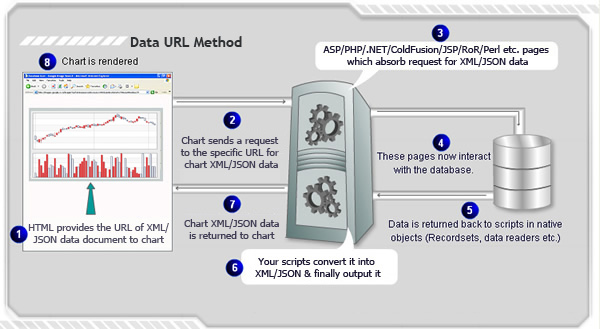 Data URL Method
8 Chart is rendered
3
ASP/PHP/.NET/ColdFusion/JSP/RoR/Perl etc. pages
which absorb request for XML/JSON data
2
Chart sends a request
to the specific URL for
chart XML/JSON data
4
These pages now interact
with the database.
1 HTML provides the URL of XML/
JSON data document to chart
7
Chart XML/JSON data
is returned to chart
5
Data is returned back to scripts in native
objects (Recordsets, data readers etc.)
6
Your scripts convert it into
XML/JSON & finally output it